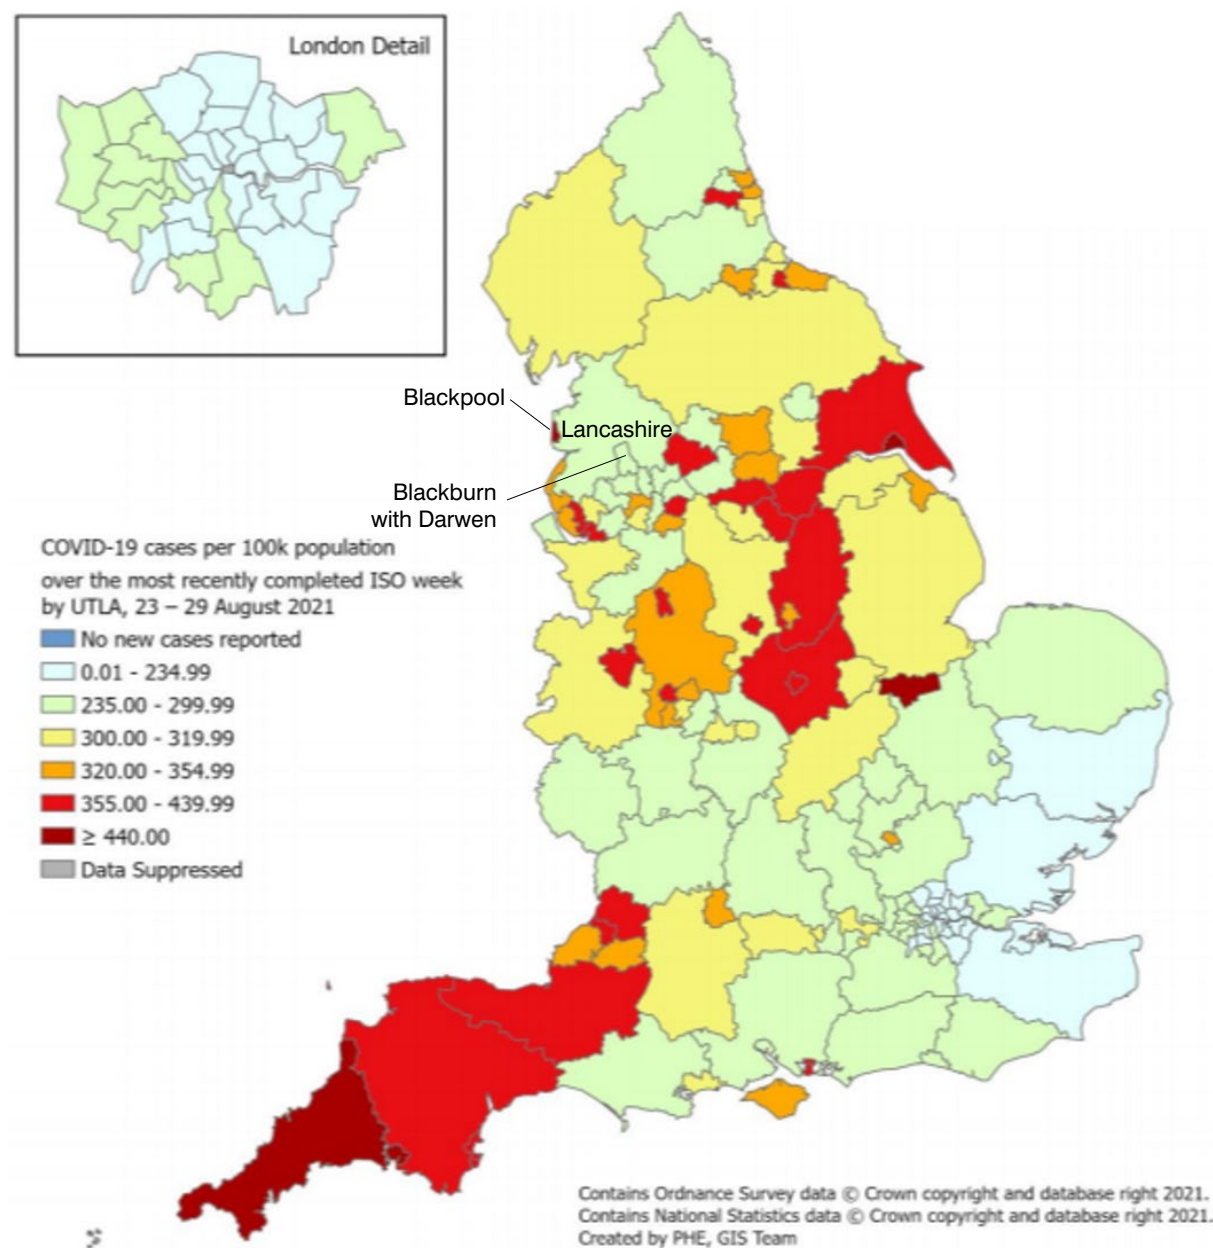 London Detail
Blackpool
Lancashire
Blackburn
with Darwen
COVID-19 cases per 100k population
over the most recently completed ISO week
by UTLA, 23 – 29 August 2021
No new cases reported
0.01 - 234.99
235.00 - 299.99
300.00 - 319.99
320.00 - 354.99
355.00 - 439.99
≥ 440.00
Data Suppressed
Contains Ordnance Survey data © Crown copyright and database right 2021.
Contains National Statistics data © Crown copyright and database right 2021.
Created by PHE, GIS Team